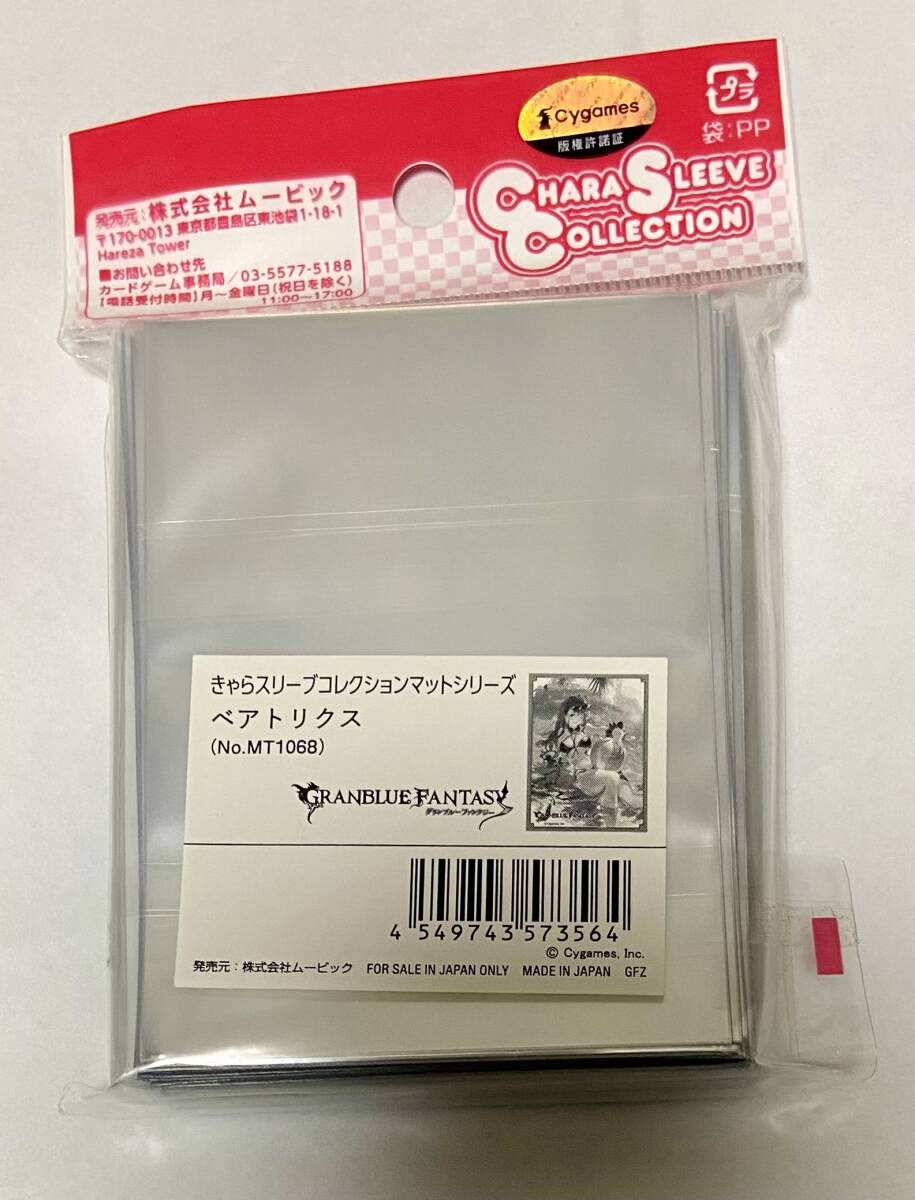 Cygames
版権許諾証
プラ
袋:PP
CHARA SLEEVE
COLLECTION
発売元:株式会社ムービック
〒170-0013 東京都豊島区東池袋1-18-1
Hareza Tower
■お問い合わせ先
カードゲーム事務局/03-5577-5188
【電話受付時間】月～金曜日(祝日を除く)
11:00～17:00
きゃらスリーブコレクションマットシリーズ
ベアトリクス
(No.MT1068)
GRANBLUE FANTASY
グランブルーファンタジー
GRANBLUE FANTASY
4 549743 573564
© Cygames, Inc.
発売元:株式会社ムービック FOR SALE IN JAPAN ONLY MADE IN JAPAN GFZ